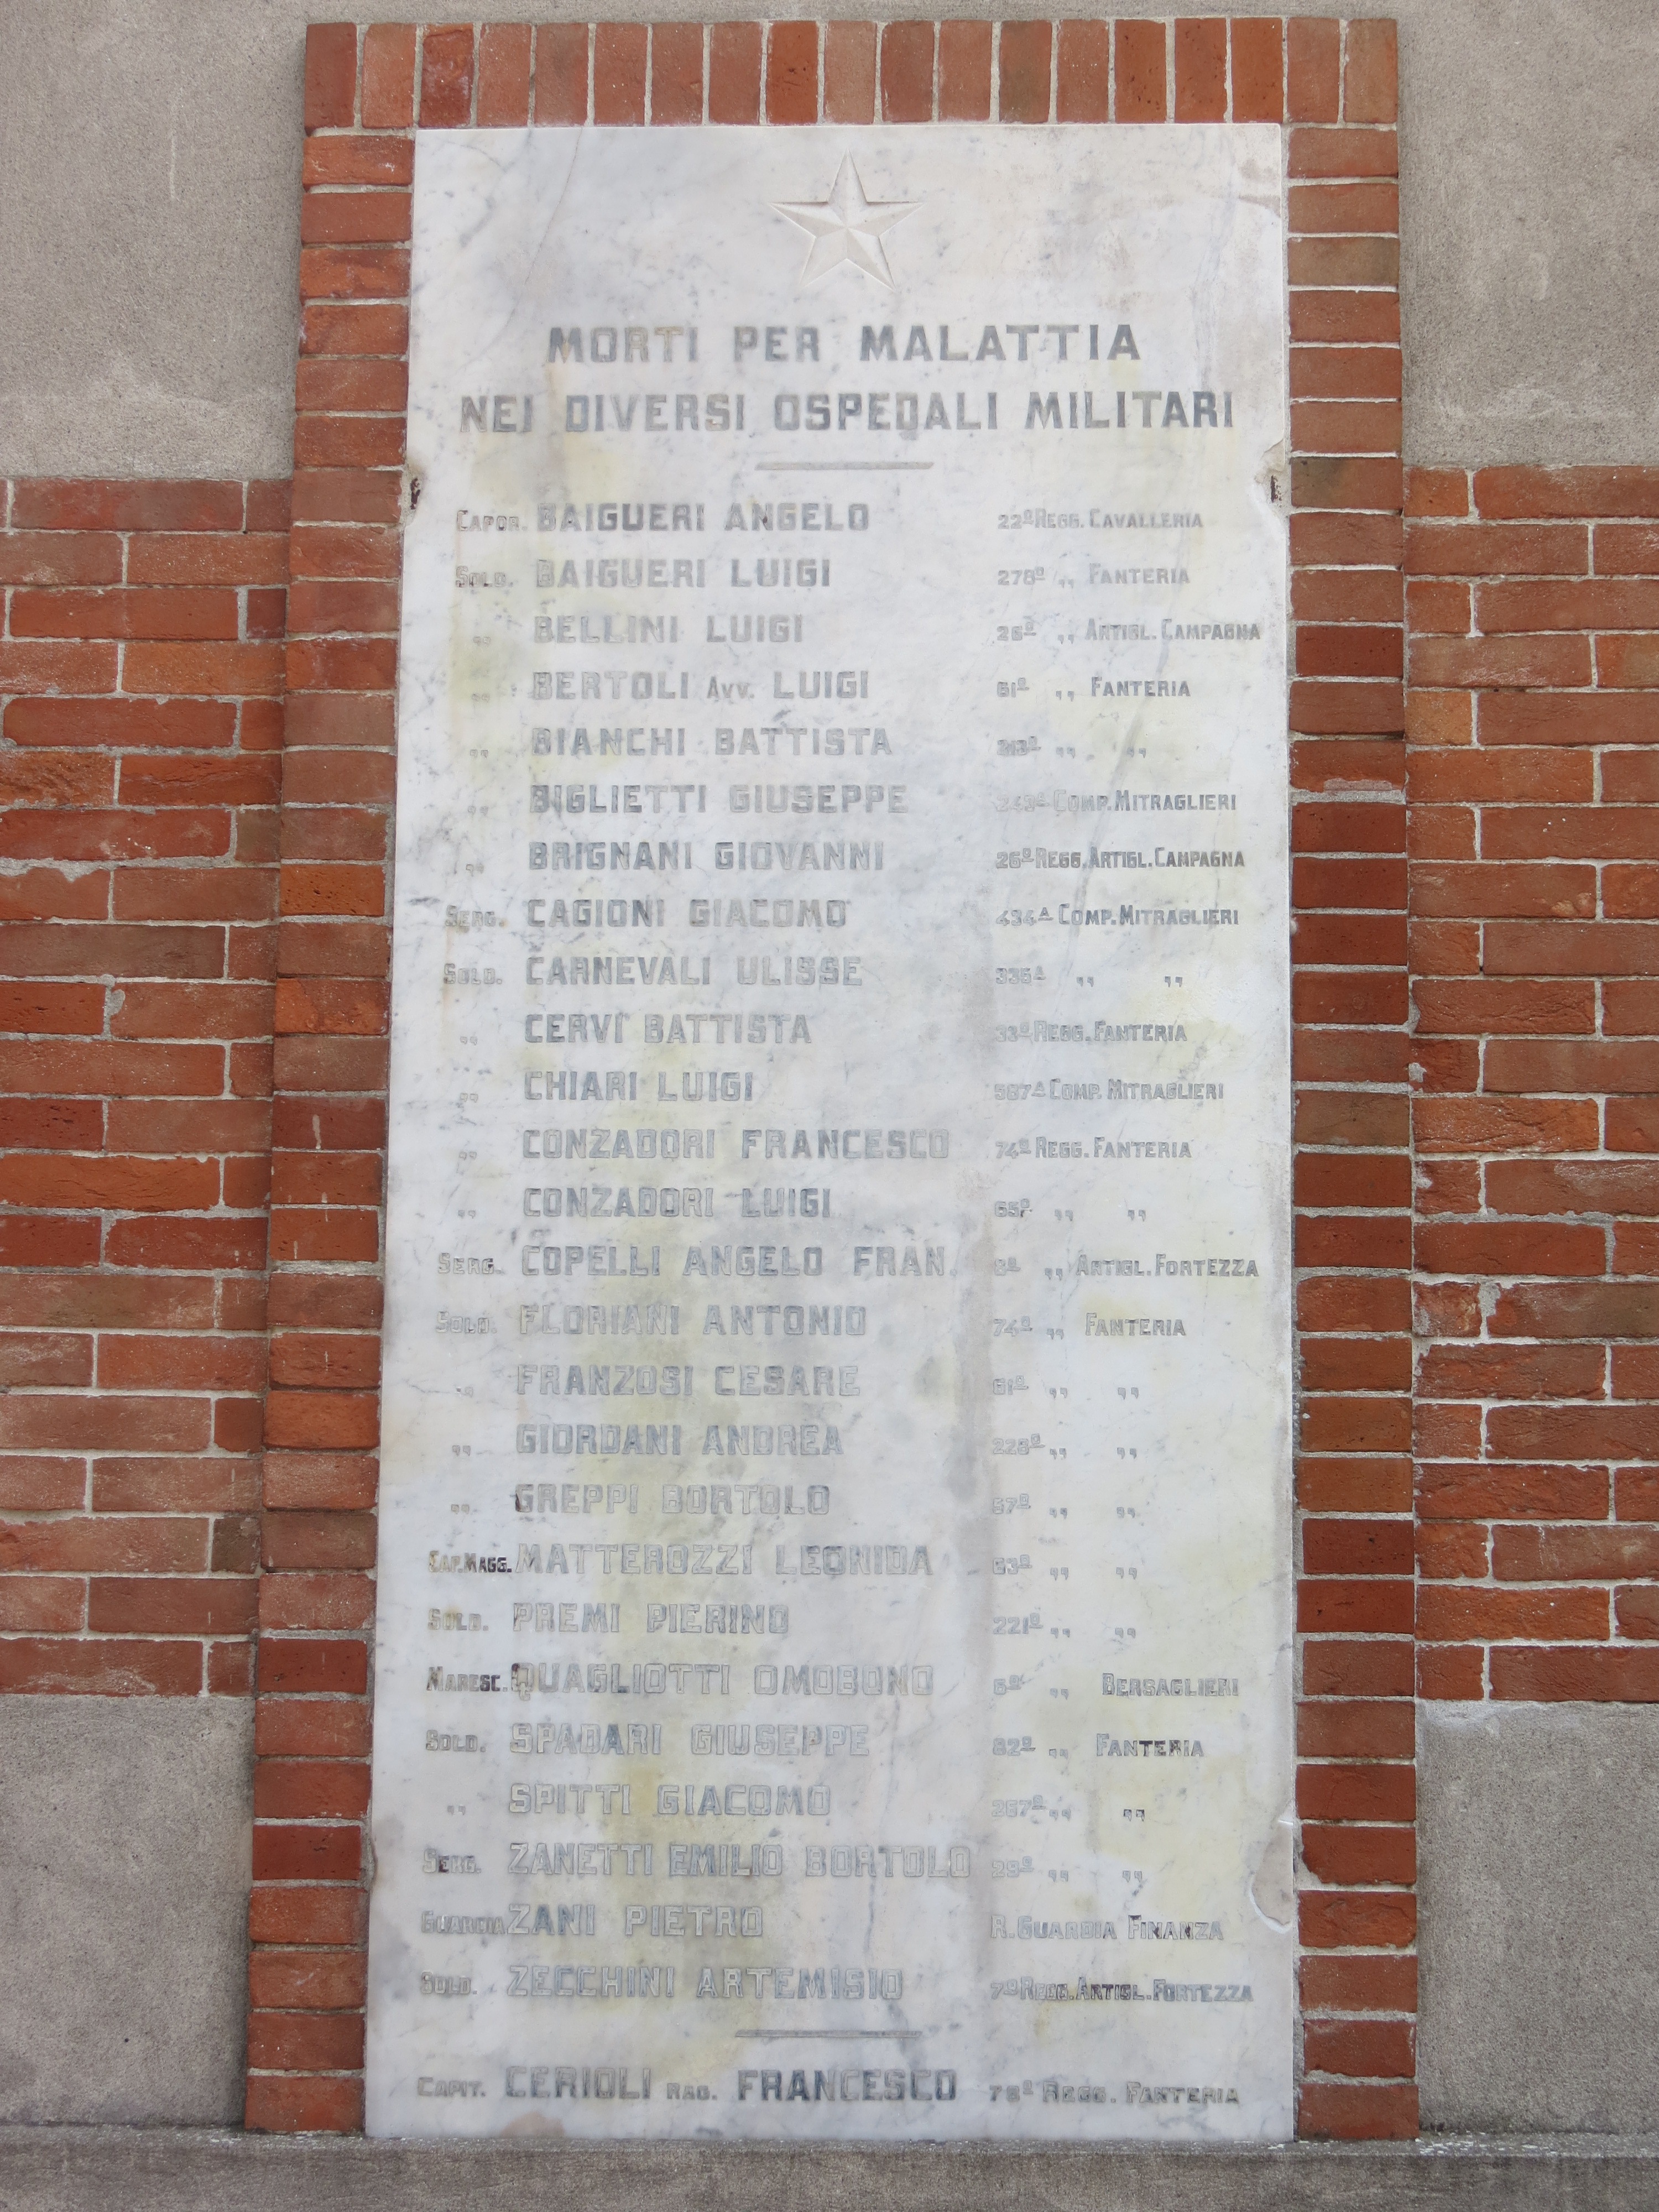 MORTI PER MALATTIA
NEI DIVERSI OSPEDALI MILITARI
CAPOR. BAIGUERI ANGELO 22º REGG. CAVALLERIA
SOLD. BAIGUERI LUIGI 278º ,, FANTERIA
,, BELLINI LUIGI 26º ,, ARTIGL. CAMPAGNA
,, BERTOLI AVV. LUIGI 61º ,, FANTERIA
,, BIANCHI BATTISTA ,, ,,
,, BIGLIETTI GIUSEPPE COMP. MITRAGLIERI
,, BRIGNANI GIOVANNI 26º REGG. ARTIGL. CAMPAGNA
SERG. CAGIONI GIACOMO 434A COMP. MITRAGLIERI
SOLD. CARNEVALI ULISSE 335A ,, ,,
,, CERVI BATTISTA 33º REGG. FANTERIA
,, CHIARI LUIGI 587A COMP. MITRAGLIERI
,, CONZADORI FRANCESCO 74º REGG. FANTERIA
,, CONZADORI LUIGI 65º ,, ,,
SERG. COPELLI ANGELO FRAN. ,, ARTIGL. FORTEZZA
SOLD. FLORIANI ANTONIO 74º ,, FANTERIA
,, FRANZOSI CESARE 61º ,, ,,
,, GIORDANI ANDREA 228º ,, ,,
,, GREPPI BORTOLO 67º ,, ,,
CAP. MAGG. MATTEROZZI LEONIDA 63º ,, ,,
SOLD. PREMI PIERINO 221º ,, ,,
MARESC. QUAGLIOTTI OMOBONO 6º ,, BERSAGLIERI
SOLD. SPADARI GIUSEPPE 82º ,, FANTERIA
,, SPITTI GIACOMO 267º ,, ,,
SERG. ZANETTI EMILIO BORTOLO 29º ,, ,,
GUARDIA ZANI PIETRO R. GUARDIA FINANZA
SOLD. ZECCHINI ARTEMISIO 7º REGG. ARTIGL. FORTEZZA
CAPIT. CERIOLI RAG. FRANCESCO REGG. FANTERIA